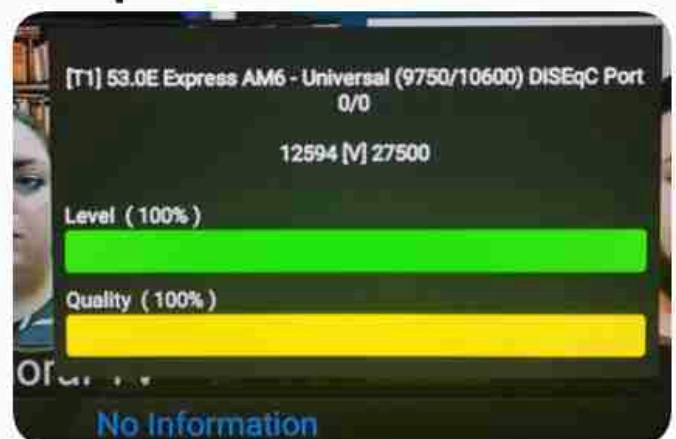 [T1] 53.0E Express AM6 - Universal (9750/10600) DISEqC Port
0/0
12594 [V] 27500
Level ( 100% )
Quality ( 100% )
No Information